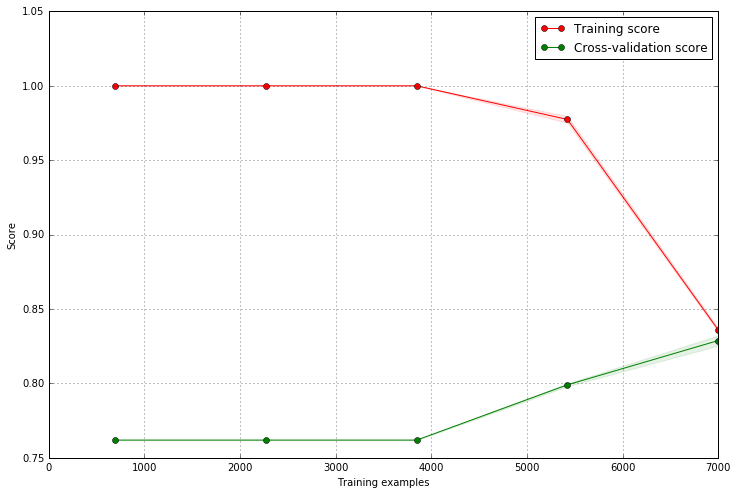 1.05
1.00
0.95
0.90
0.85
0.80
0.75
Score
Training score
Cross-validation score
0 1000 2000 3000 4000 5000 6000 7000
Training examples